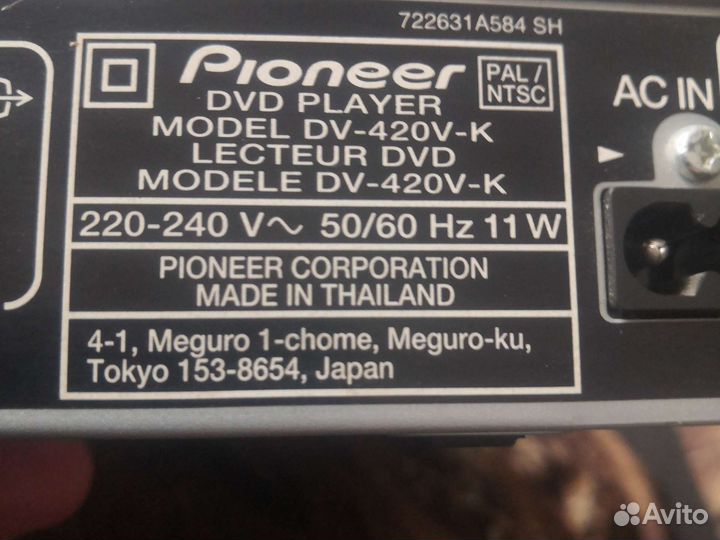 722631A584 SH
Pioneer
PAL/
NTSC
DVD PLAYER
MODEL DV-420V-K
LECTEUR DVD
MODELE DV-420V-K
220-240 V~ 50/60 Hz 11 W
PIONEER CORPORATION
MADE IN THAILAND
4-1, Meguro 1-chome, Meguro-ku,
Tokyo 153-8654, Japan
AC IN
Avito